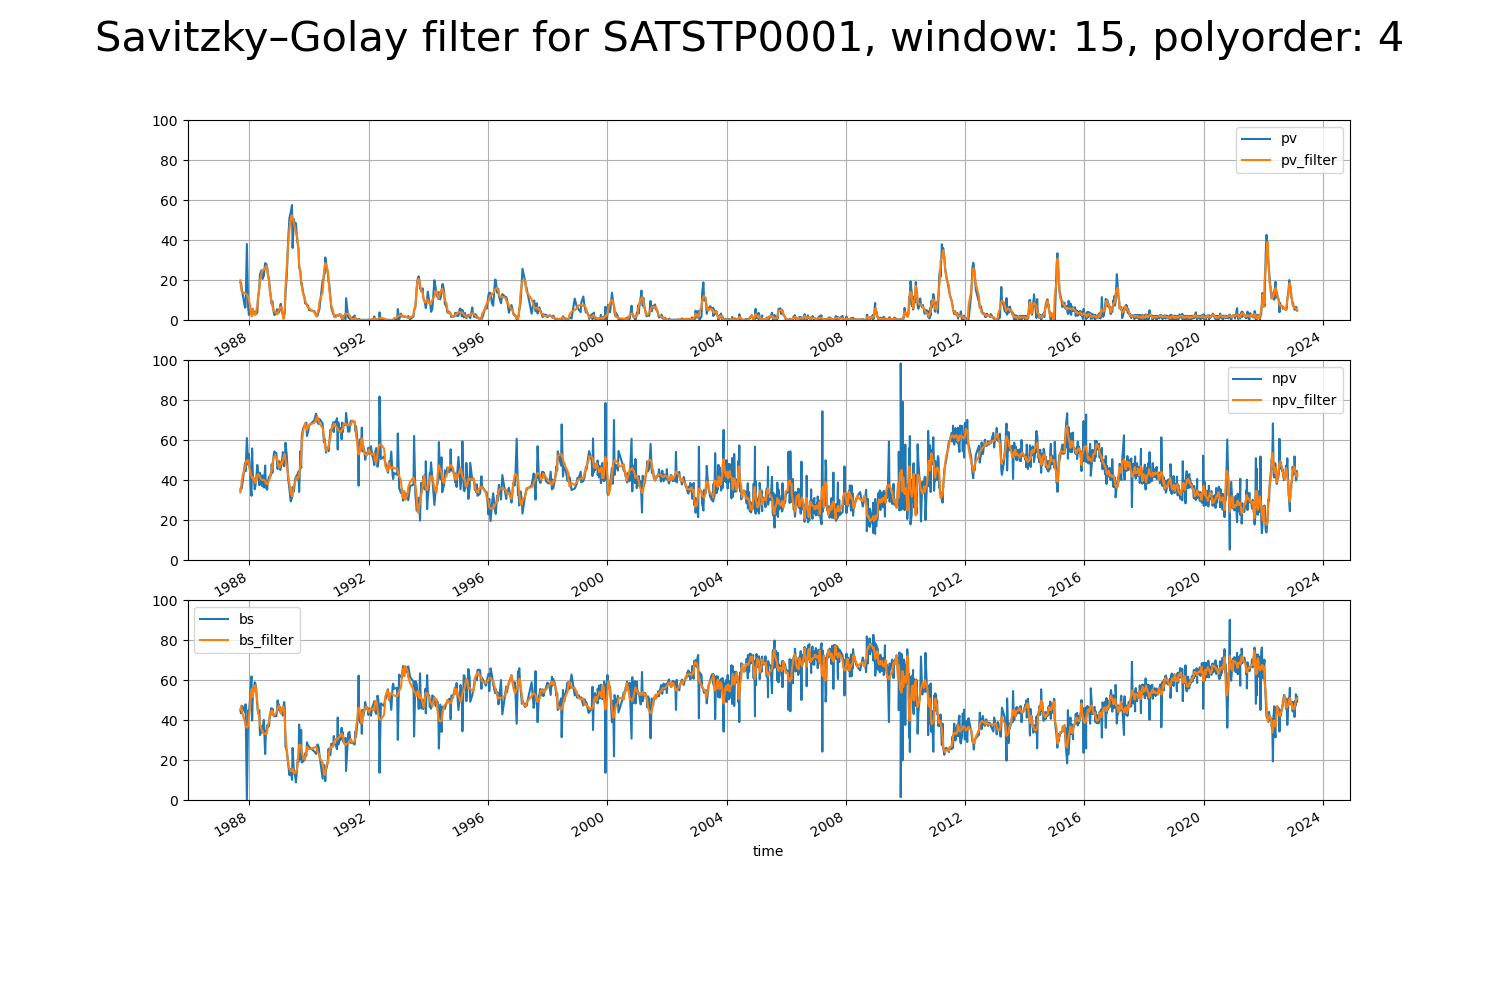 Savitzky–Golay filter for SATSTP0001, window: 15, polyorder: 4
100
80
60
40
20
0
pv
pv_filter
1988 1992 1996 2000 2004 2008 2012 2016 2020 2024
100
80
60
40
20
0
npv
npv_filter
1988 1992 1996 2000 2004 2008 2012 2016 2020 2024
100
80
60
40
20
0
bs
bs_filter
1988 1992 1996 2000 2004 2008 2012 2016 2020 2024
time